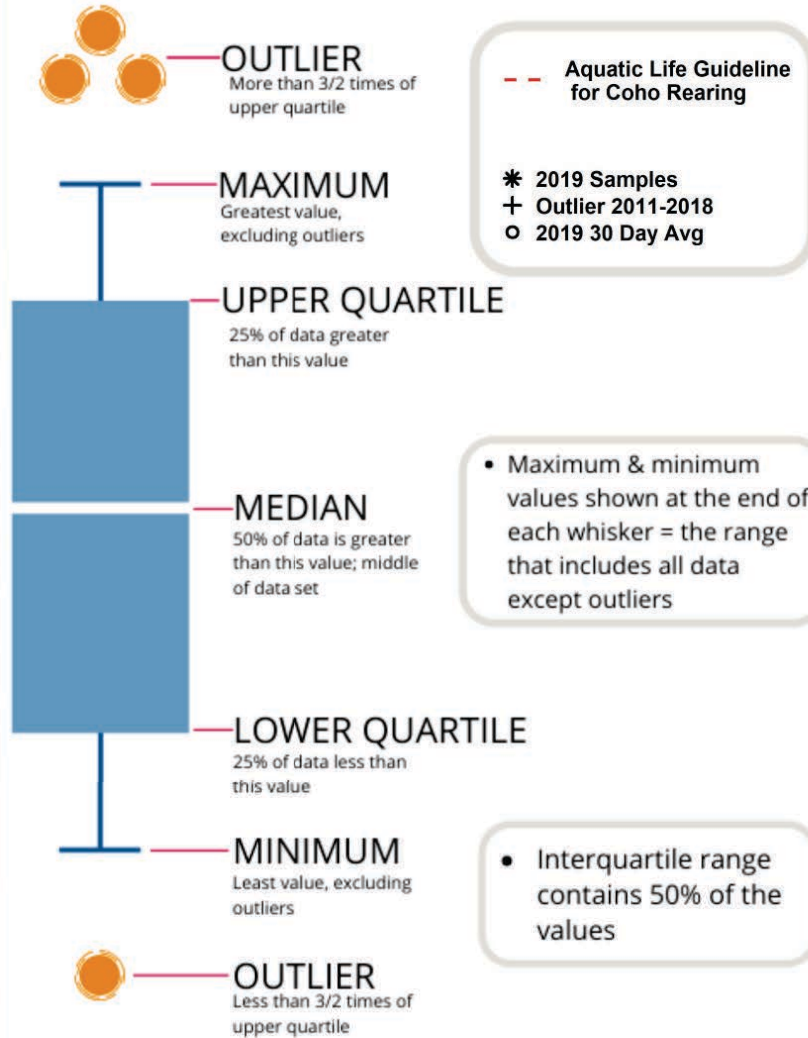 OUTLIER
More than 3/2 times of
upper quartile
MAXIMUM
Greatest value,
excluding outliers
UPPER QUARTILE
25% of data greater
than this value
MEDIAN
50% of data is greater
than this value; middle
of data set
LOWER QUARTILE
25% of data less than
this value
MINIMUM
Least value, excluding
outliers
OUTLIER
Less than 3/2 times of
upper quartile
Aquatic Life Guideline
for Coho Rearing
2019 Samples
Outlier 2011-2018
2019 30 Day Avg
• Maximum & minimum
values shown at the end of
each whisker = the range
that includes all data
except outliers
• Interquartile range
contains 50% of the
values